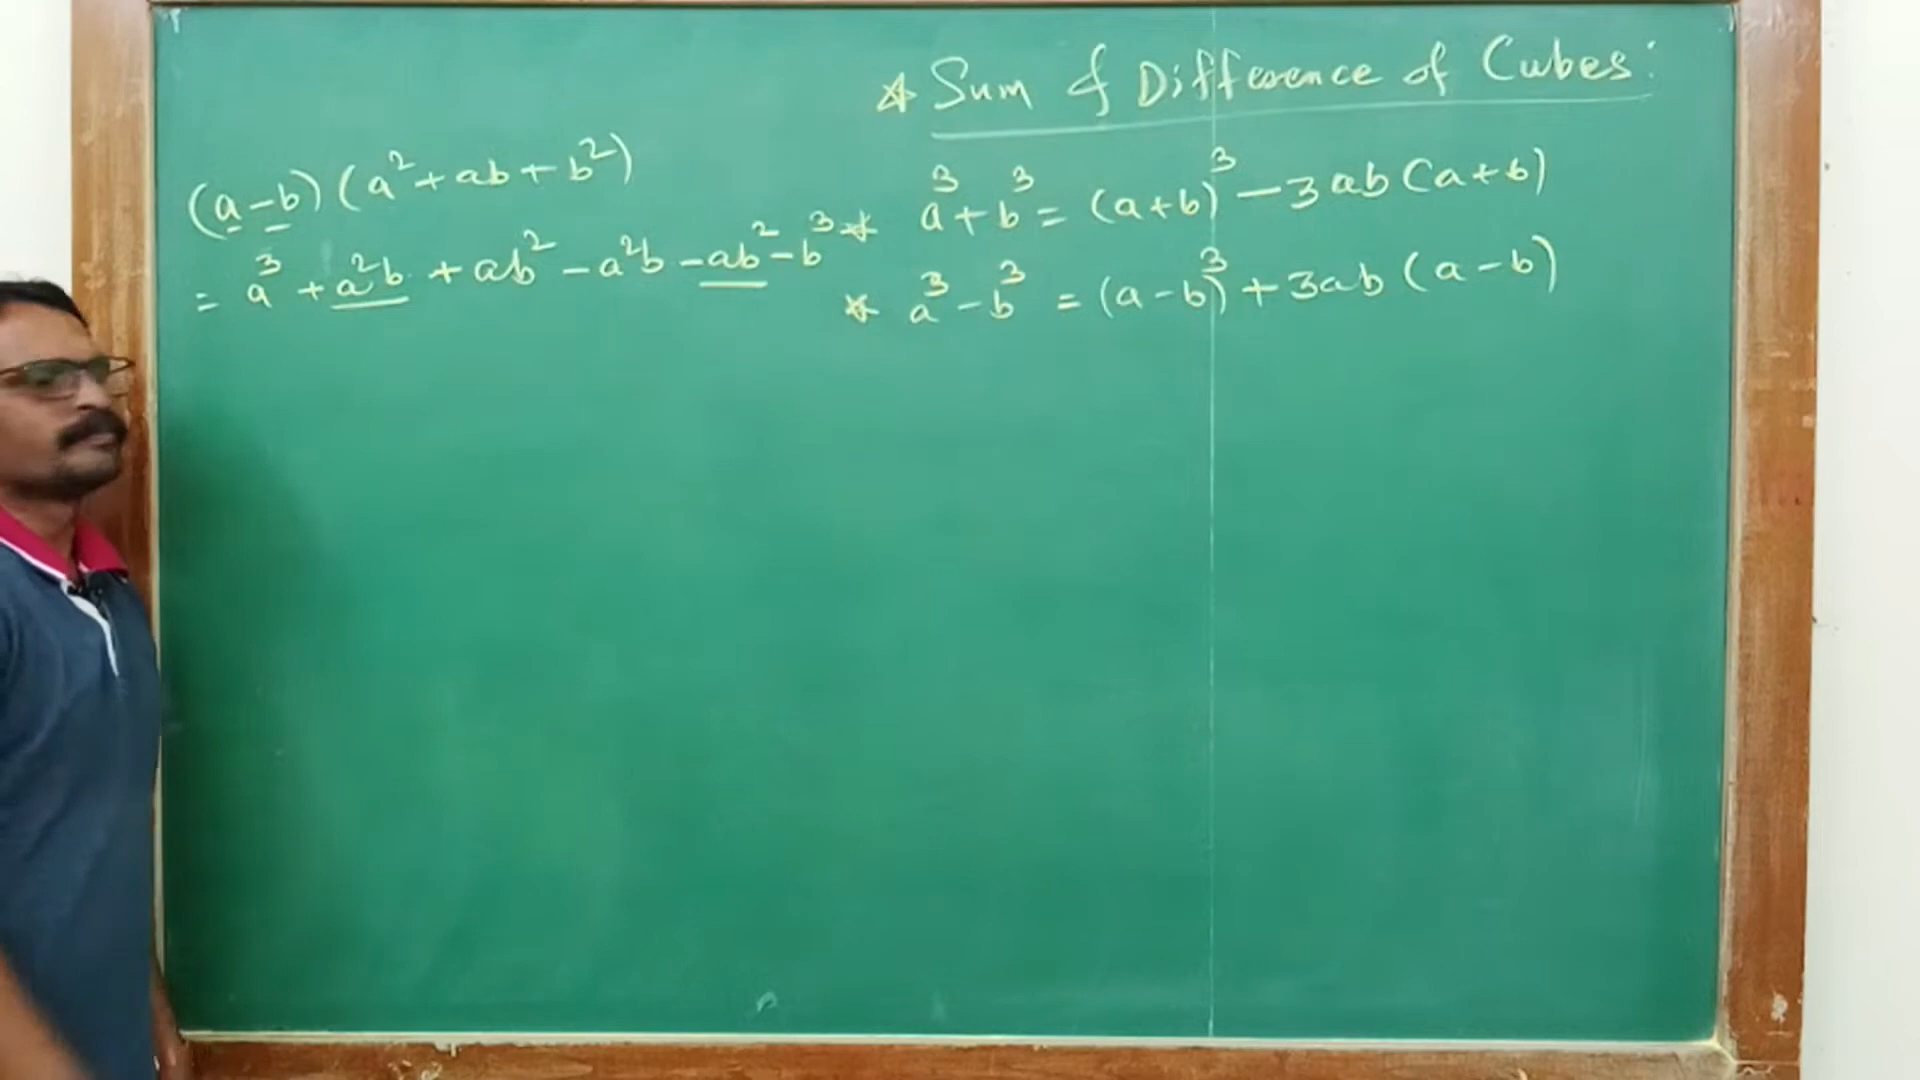 ☆ Sum & Difference of Cubes:
(a-b)(a²+ab+b²)
= a³ + a²b + ab² - a²b - ab² - b³
* a³+b³ = (a+b)³ - 3ab(a+b)
* a³-b³ = (a-b)³ + 3ab(a-b)